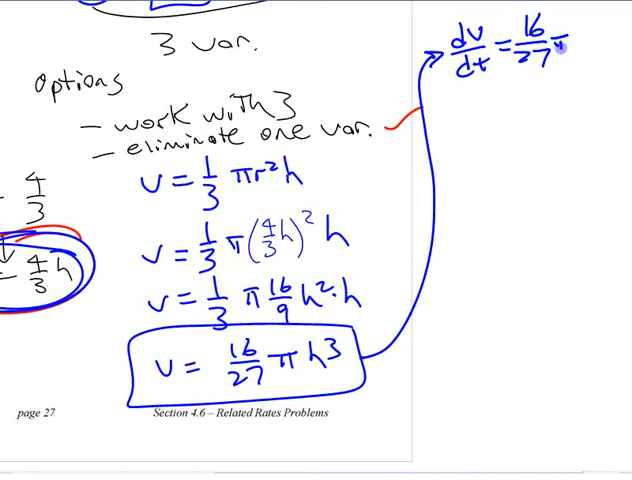 3 var.
options
- work with 3
- eliminate one var. ✓
4/3
V = 1/3 πr²h
V = 1/3 π(4/3 h)² h
= 4/3 h
V = 1/3 π 16/9 h² · h
V = 16/27 π h³
dV/dt = 16/27 π
page 27 Section 4.6 – Related Rates Problems